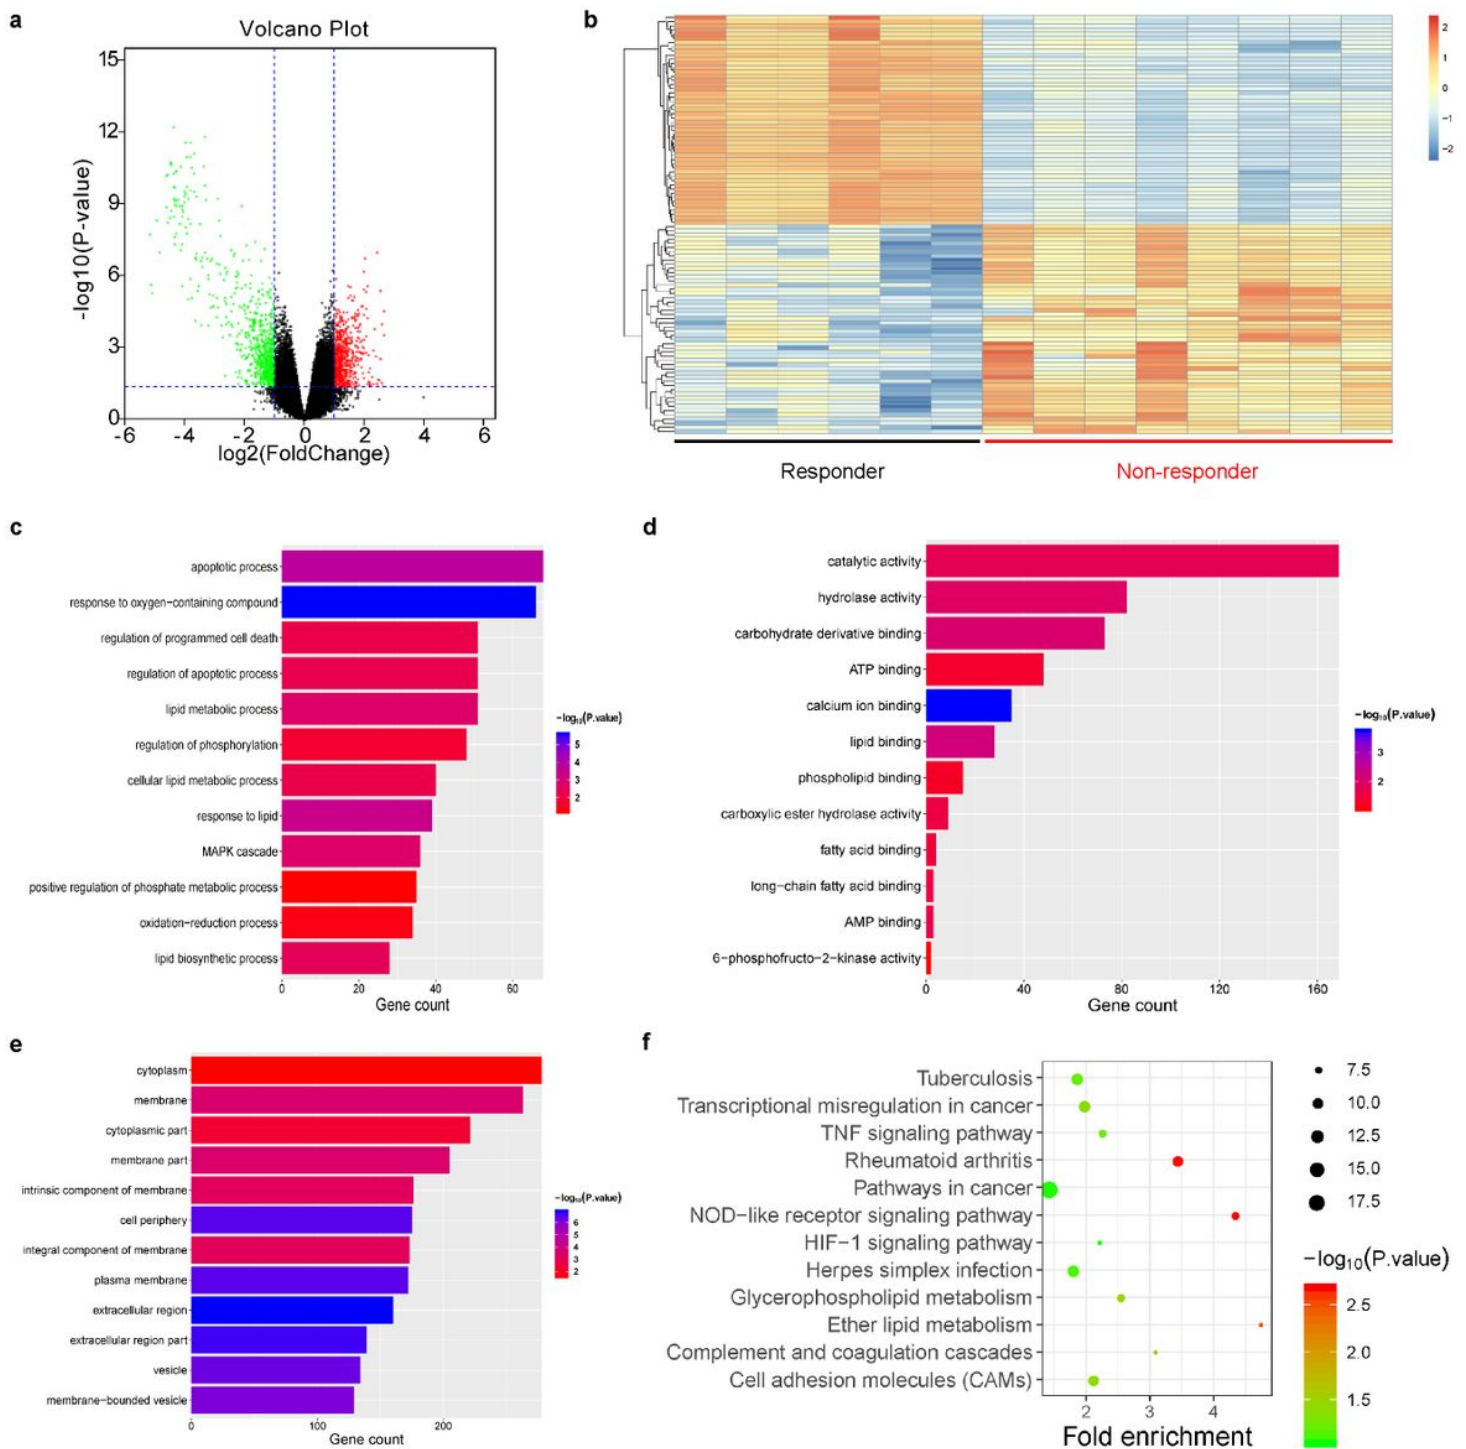 a
Volcano Plot
15
12
9
6
3
0
-log10(P-value)
-6 -4 -2 0 2 4 6
log2(FoldChange)
b
2
1
0
−1
−2
Responder
Non-responder
c
apoptotic process
response to oxygen−containing compound
regulation of programmed cell death
regulation of apoptotic process
lipid metabolic process
regulation of phosphorylation
cellular lipid metabolic process
response to lipid
MAPK cascade
positive regulation of phosphate metabolic process
oxidation−reduction process
lipid biosynthetic process
0 20 40 60
Gene count
−log₁₀(P.value)
5
4
3
2
d
catalytic activity
hydrolase activity
carbohydrate derivative binding
ATP binding
calcium ion binding
lipid binding
phospholipid binding
carboxylic ester hydrolase activity
fatty acid binding
long−chain fatty acid binding
AMP binding
6−phosphofructo−2−kinase activity
0 40 80 120 160
Gene count
−log₁₀(P.value)
3
2
e
cytoplasm
membrane
cytoplasmic part
membrane part
intrinsic component of membrane
cell periphery
integral component of membrane
plasma membrane
extracellular region
extracellular region part
vesicle
membrane−bounded vesicle
0 100 200
Gene count
−log₁₀(P.value)
6
5
4
3
2
f
Tuberculosis
Transcriptional misregulation in cancer
TNF signaling pathway
Rheumatoid arthritis
Pathways in cancer
NOD−like receptor signaling pathway
HIF−1 signaling pathway
Herpes simplex infection
Glycerophospholipid metabolism
Ether lipid metabolism
Complement and coagulation cascades
Cell adhesion molecules (CAMs)
2 3 4
Fold enrichment
7.5
10.0
12.5
15.0
17.5
−log₁₀(P.value)
2.5
2.0
1.5